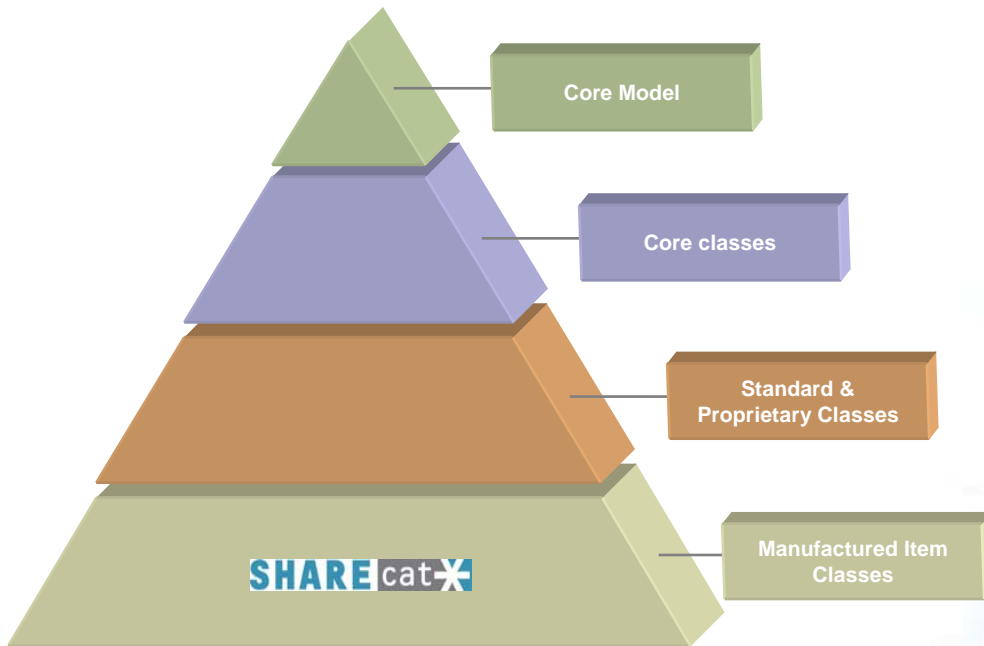 Core Model
Core classes
Standard &
Proprietary Classes
Manufactured Item
Classes
SHARE cat